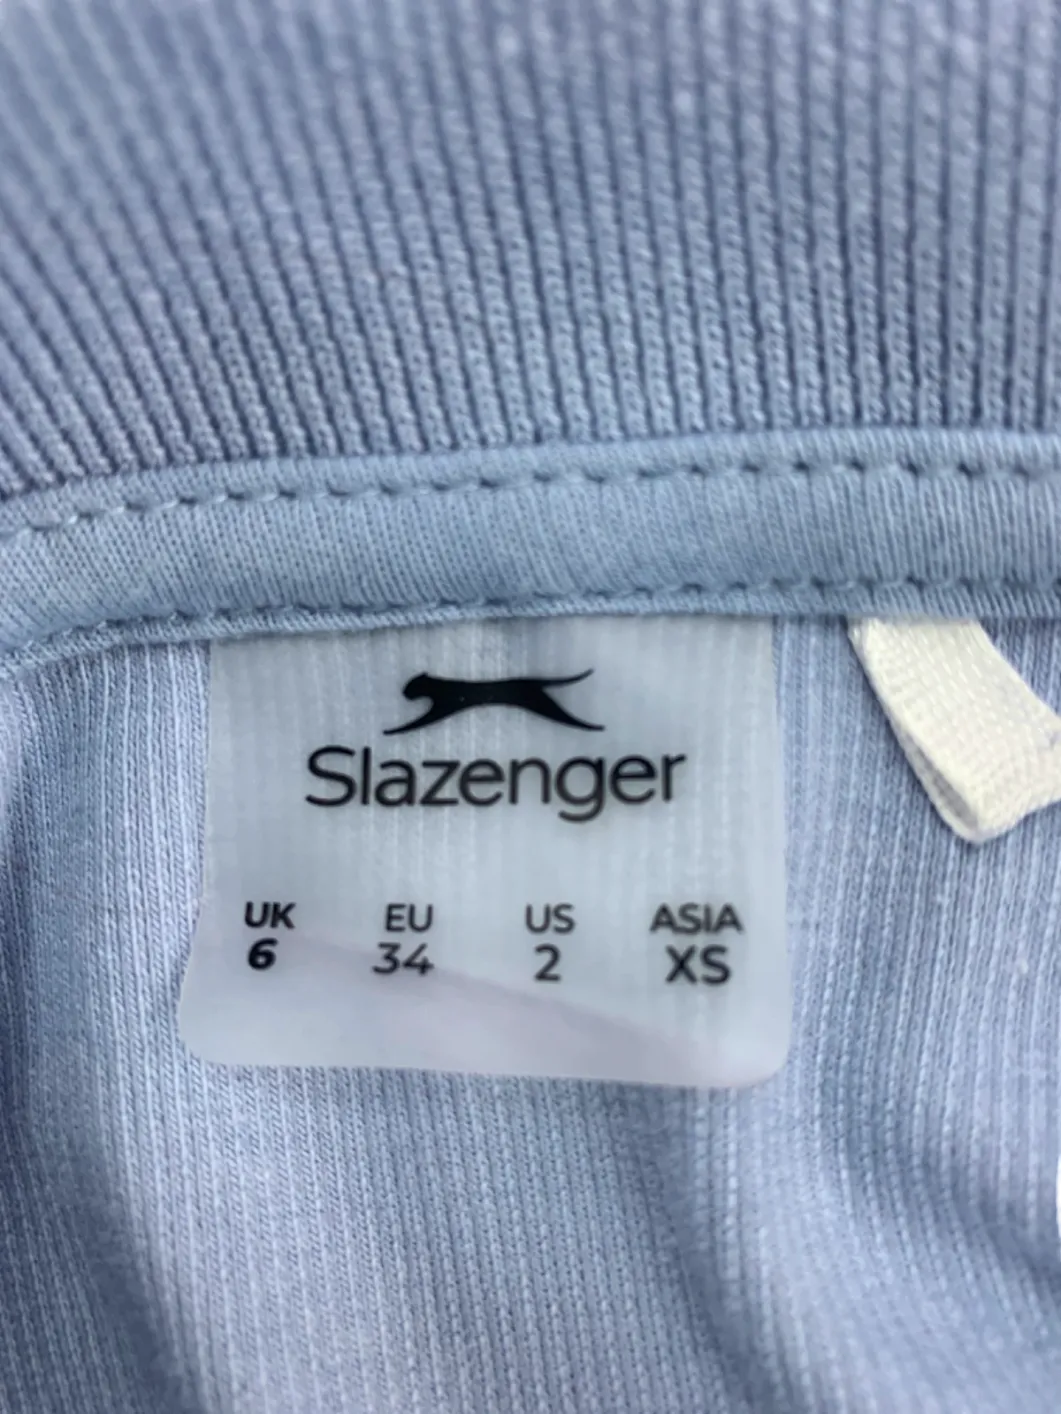 Slazenger
UK EU US ASIA
6 34 2 XS